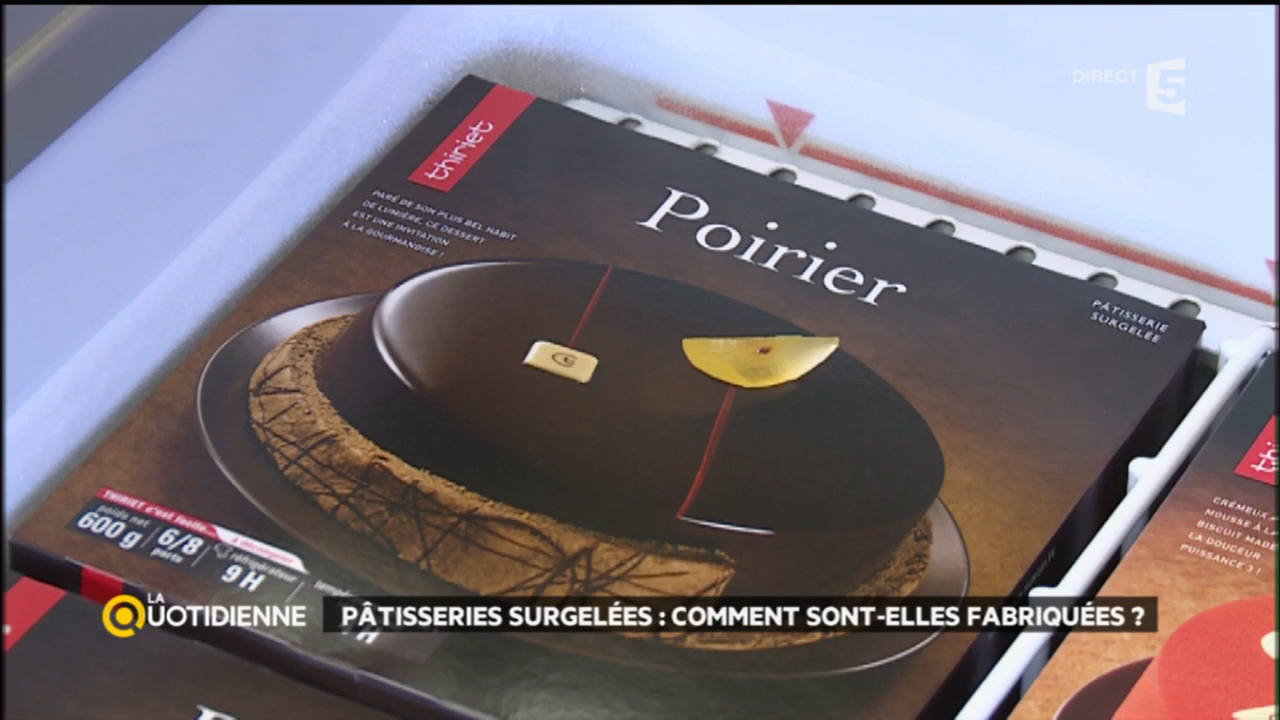 DIRECT 5
thiriet
PARÉ DE SON PLUS BEL HABIT
DE LUMIÈRE, CE DESSERT
EST UNE INVITATION
À LA GOURMANDISE !
Poirier
PÂTISSERIE
SURGELÉE
THIRIET c'est facile...
poids net
600 g
6/8
parts
à décongeler
réfrigérateur
9 H
H
CRÉMEUX
MOUSSE À L
BISCUIT MADE
LA DOUCEUR
PUISSANCE 3 !
LA
QUOTIDIENNE
PÂTISSERIES SURGELÉES : COMMENT SONT-ELLES FABRIQUÉES ?